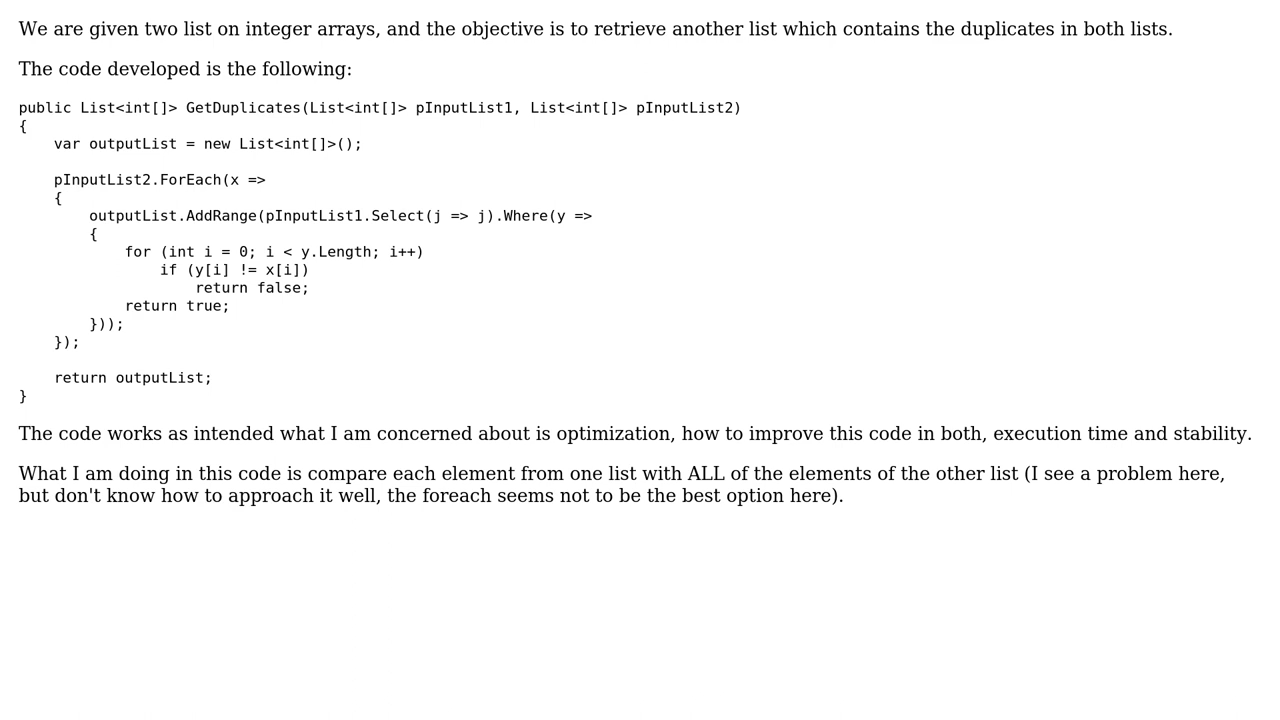 We are given two list on integer arrays, and the objective is to retrieve another list which contains the duplicates in both lists.
The code developed is the following:
public List<int[]> GetDuplicates(List<int[]> pInputList1, List<int[]> pInputList2)
{
    var outputList = new List<int[]>();
    pInputList2.ForEach(x =>
    {
        outputList.AddRange(pInputList1.Select(j => j).Where(y =>
        {
            for (int i = 0; i < y.Length; i++)
                if (y[i] != x[i])
                    return false;
            return true;
        }));
    });
    return outputList;
}
The code works as intended what I am concerned about is optimization, how to improve this code in both, execution time and stability.
What I am doing in this code is compare each element from one list with ALL of the elements of the other list (I see a problem here,
but don't know how to approach it well, the foreach seems not to be the best option here).